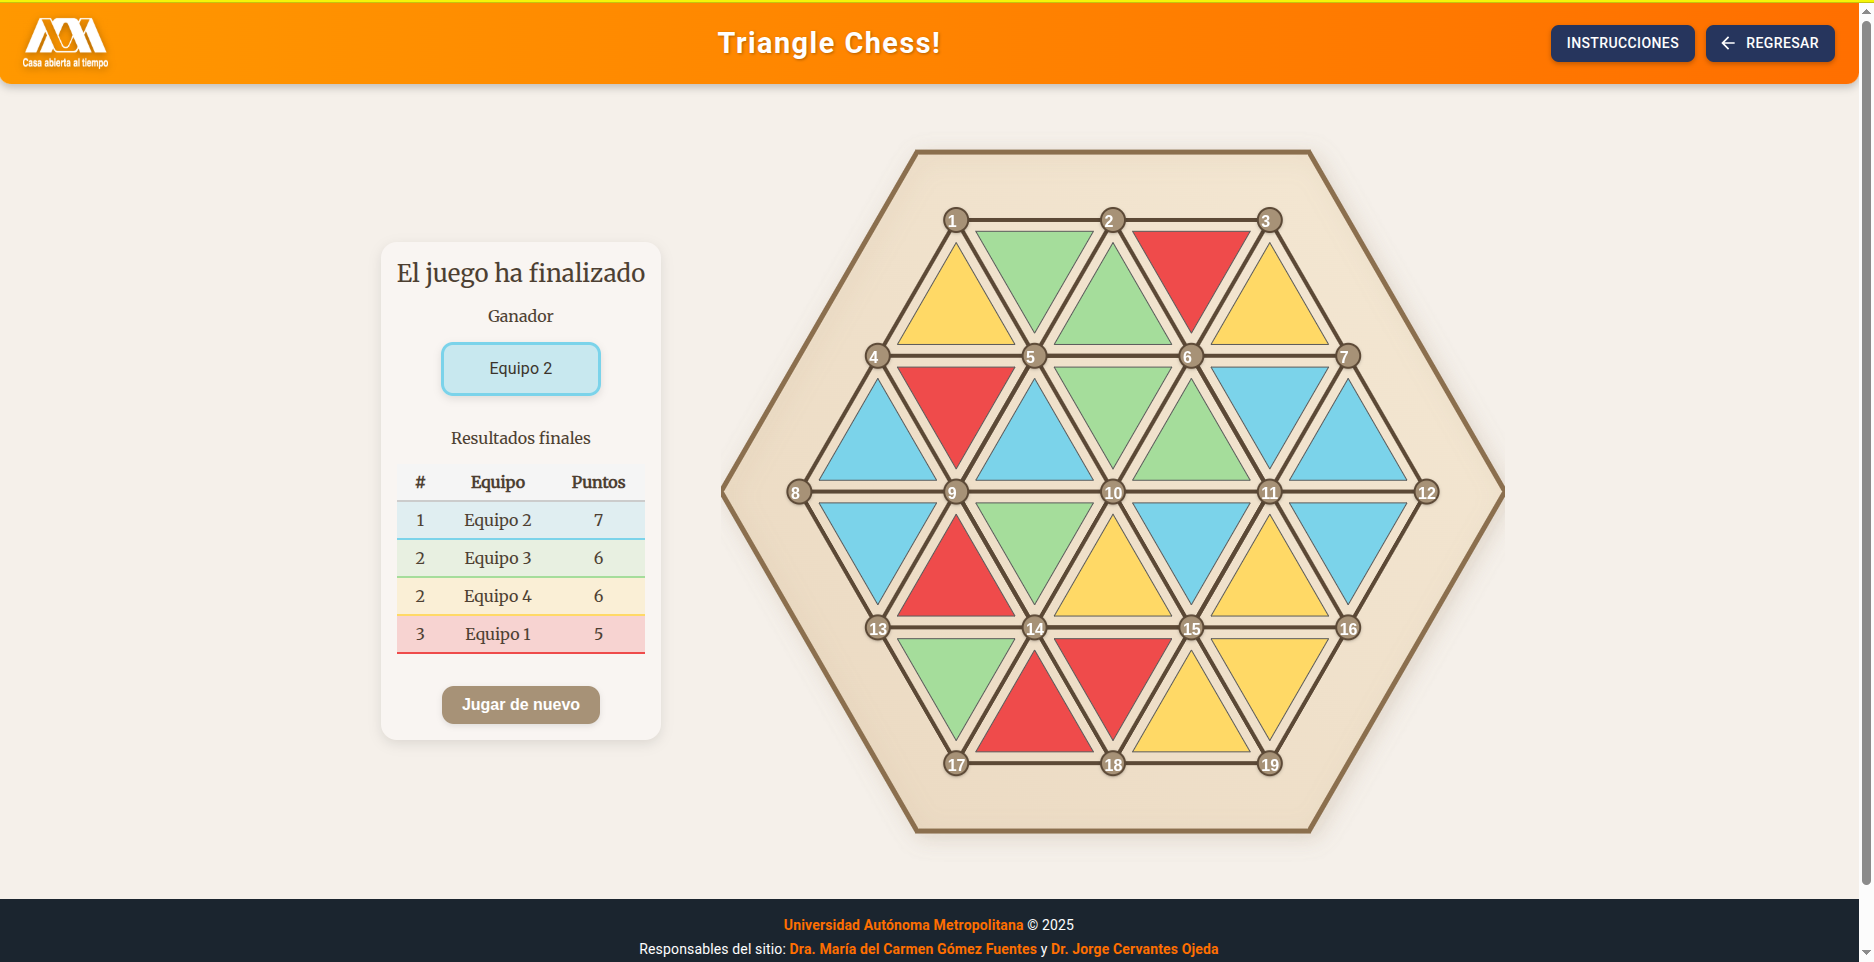 Casa abierta al tiempo
Triangle Chess!
INSTRUCCIONES
REGRESAR
El juego ha finalizado
Ganador
Equipo 2
Resultados finales
# Equipo Puntos
1 Equipo 2 7
2 Equipo 3 6
2 Equipo 4 6
3 Equipo 1 5
Jugar de nuevo
1 2 3
4 5 6 7
8 9 10 11 12
13 14 15 16
17 18 19
Universidad Autónoma Metropolitana © 2025
Responsables del sitio: Dra. María del Carmen Gómez Fuentes y Dr. Jorge Cervantes Ojeda